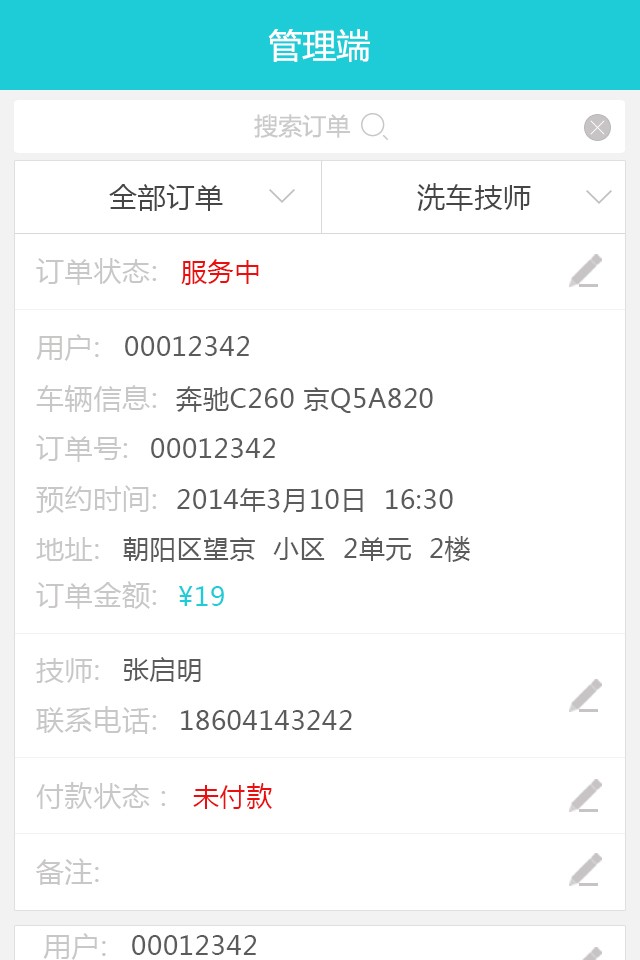 管理端
搜索订单
全部订单 洗车技师
订单状态: 服务中
用户: 00012342
车辆信息: 奔驰C260 京Q5A820
订单号: 00012342
预约时间: 2014年3月10日 16:30
地址: 朝阳区望京 小区 2单元 2楼
订单金额: ¥19
技师: 张启明
联系电话: 18604143242
付款状态： 未付款
备注:
用户: 00012342